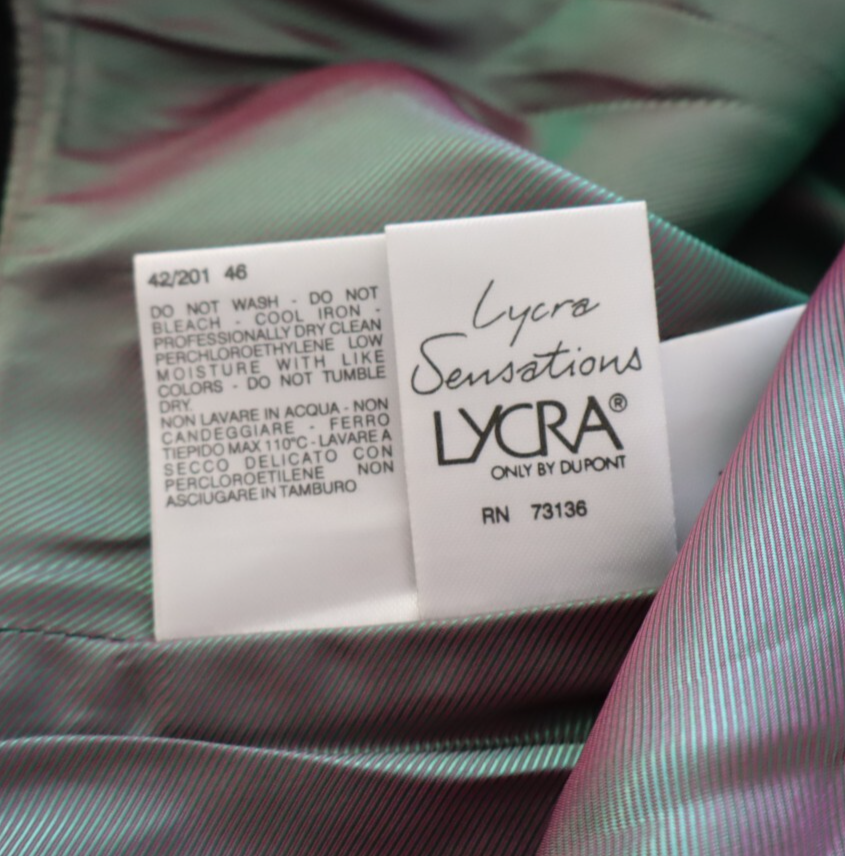 42/201 46
DO NOT WASH - DO NOT
BLEACH - COOL IRON -
PROFESSIONALLY DRY CLEAN
PERCHLOROETHYLENE LOW
MOISTURE WITH LIKE
COLORS - DO NOT TUMBLE
DRY.
NON LAVARE IN ACQUA - NON
CANDEGGIARE - FERRO
TIEPIDO MAX 110°C - LAVARE A
SECCO DELICATO CON
PERCLOROETILENE NON
ASCIUGARE IN TAMBURO
Lycra
Sensations
LYCRA®
ONLY BY DU PONT
RN 73136